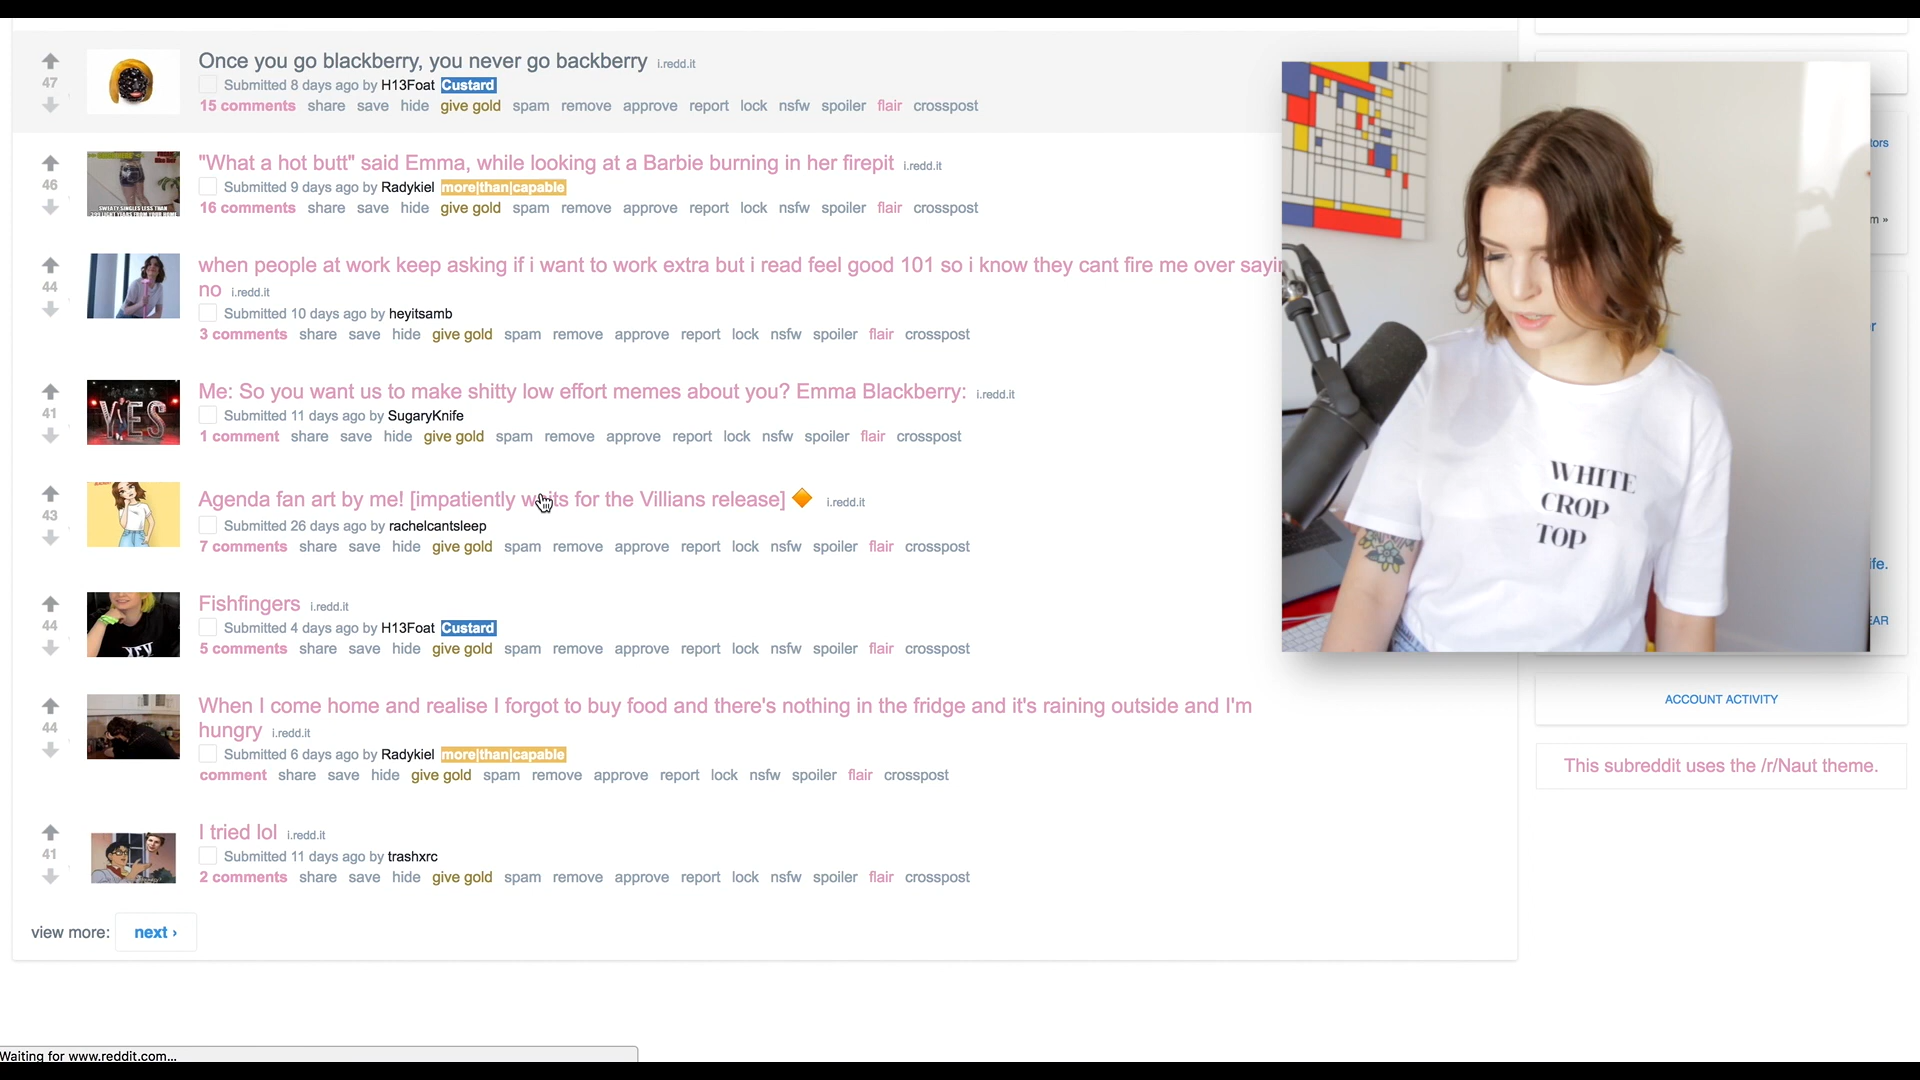 47
Once you go blackberry, you never go backberry i.redd.it
Submitted 8 days ago by H13Foat Custard
15 comments share save hide give gold spam remove approve report lock nsfw spoiler flair crosspost
46
"What a hot butt" said Emma, while looking at a Barbie burning in her firepit i.redd.it
Submitted 9 days ago by Radykiel more|than|capable
16 comments share save hide give gold spam remove approve report lock nsfw spoiler flair crosspost
44
when people at work keep asking if i want to work extra but i read feel good 101 so i know they cant fire me over
no i.redd.it
Submitted 10 days ago by heyitsamb
3 comments share save hide give gold spam remove approve report lock nsfw spoiler flair crosspost
41
YES
Me: So you want us to make shitty low effort memes about you? Emma Blackberry: i.redd.it
Submitted 11 days ago by SugaryKnife
1 comment share save hide give gold spam remove approve report lock nsfw spoiler flair crosspost
43
Agenda fan art by me! [impatiently waits for the Villians release] i.redd.it
Submitted 26 days ago by rachelcantsleep
7 comments share save hide give gold spam remove approve report lock nsfw spoiler flair crosspost
44
Fishfingers i.redd.it
Submitted 4 days ago by H13Foat Custard
5 comments share save hide give gold spam remove approve report lock nsfw spoiler flair crosspost
44
When I come home and realise I forgot to buy food and there's nothing in the fridge and it's raining outside and I'm
hungry i.redd.it
Submitted 6 days ago by Radykiel more|than|capable
comment share save hide give gold spam remove approve report lock nsfw spoiler flair crosspost
41
I tried lol i.redd.it
Submitted 11 days ago by trashxrc
2 comments share save hide give gold spam remove approve report lock nsfw spoiler flair crosspost
view more: next ›
Waiting for www.reddit.com...
WHITE
CROP
TOP
ACCOUNT ACTIVITY
This subreddit uses the /r/Naut theme.